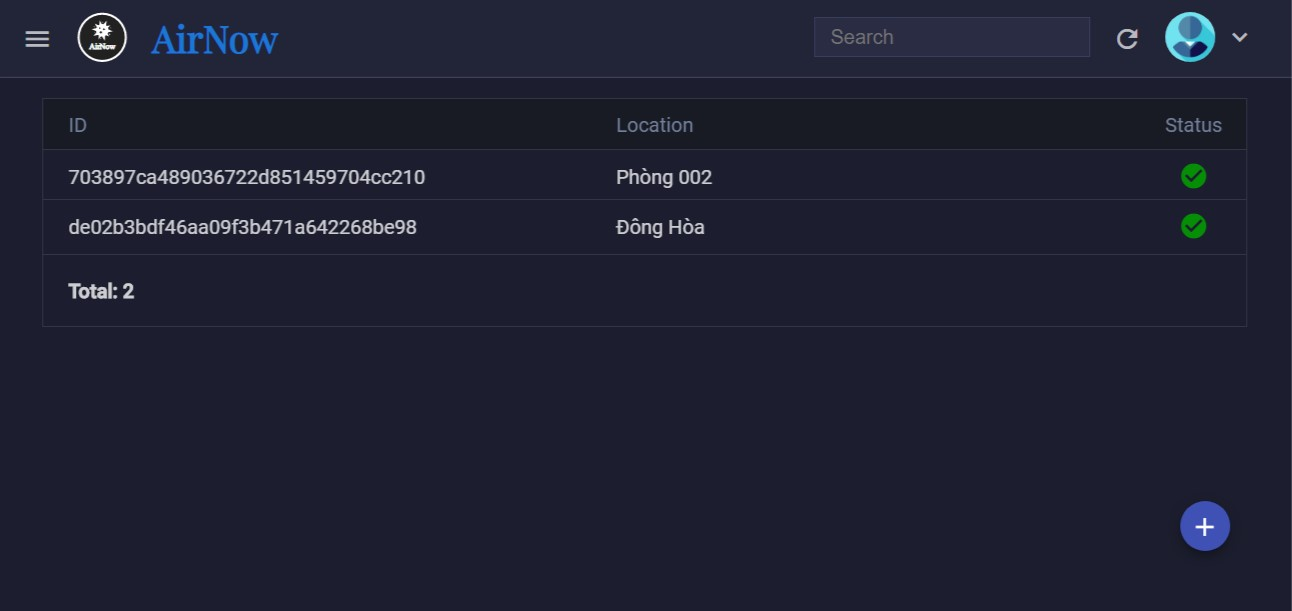 AirNow
AirNow
Search
ID Location Status
703897ca489036722d851459704cc210 Phòng 002
de02b3bdf46aa09f3b471a642268be98 Đông Hòa
Total: 2